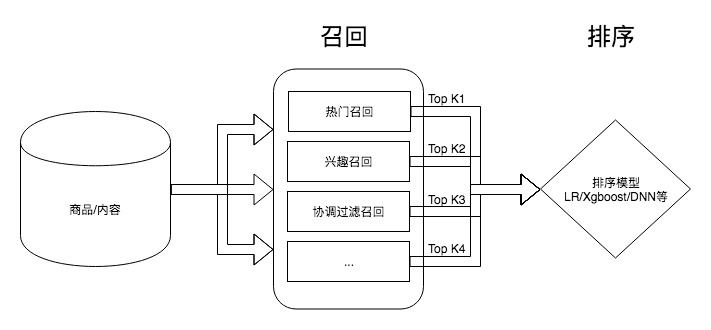 召回
排序
商品/内容
热门召回
兴趣召回
协调过滤召回
...
Top K1
Top K2
Top K3
Top K4
排序模型
LR/Xgboost/DNN等